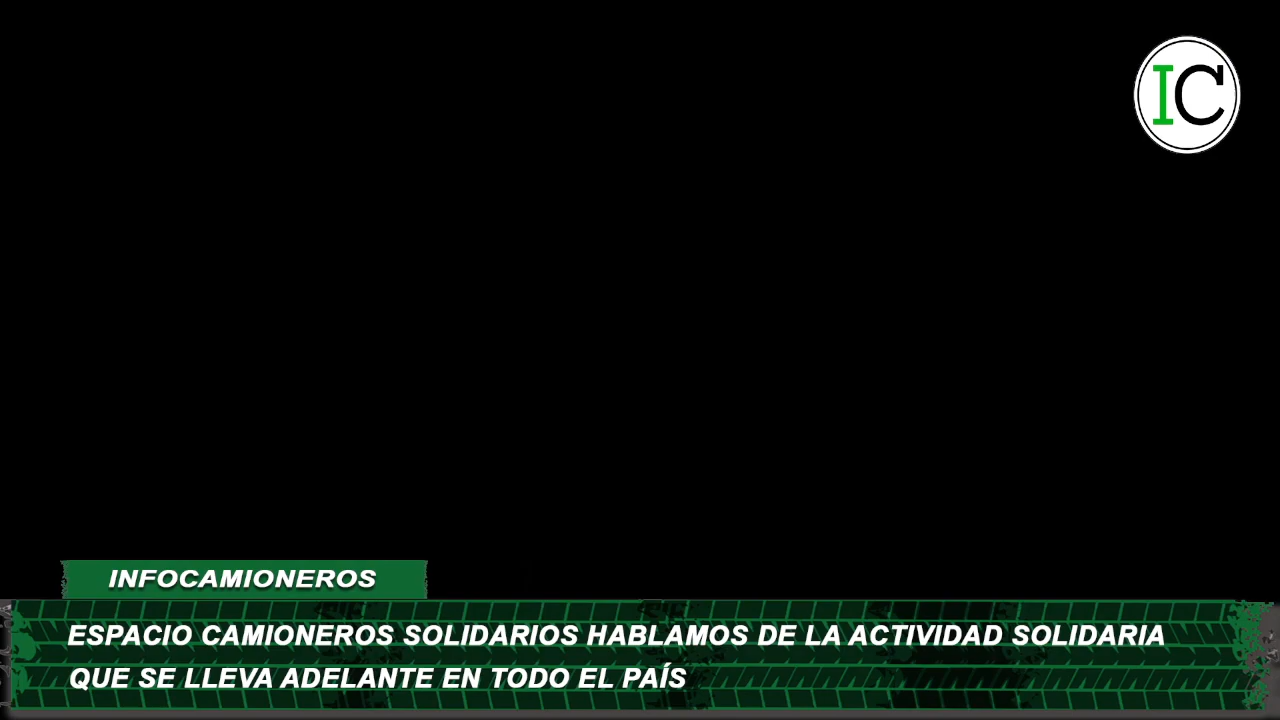 IC
INFOCAMIONEROS
ESPACIO CAMIONEROS SOLIDARIOS HABLAMOS DE LA ACTIVIDAD SOLIDARIA
QUE SE LLEVA ADELANTE EN TODO EL PAÍS